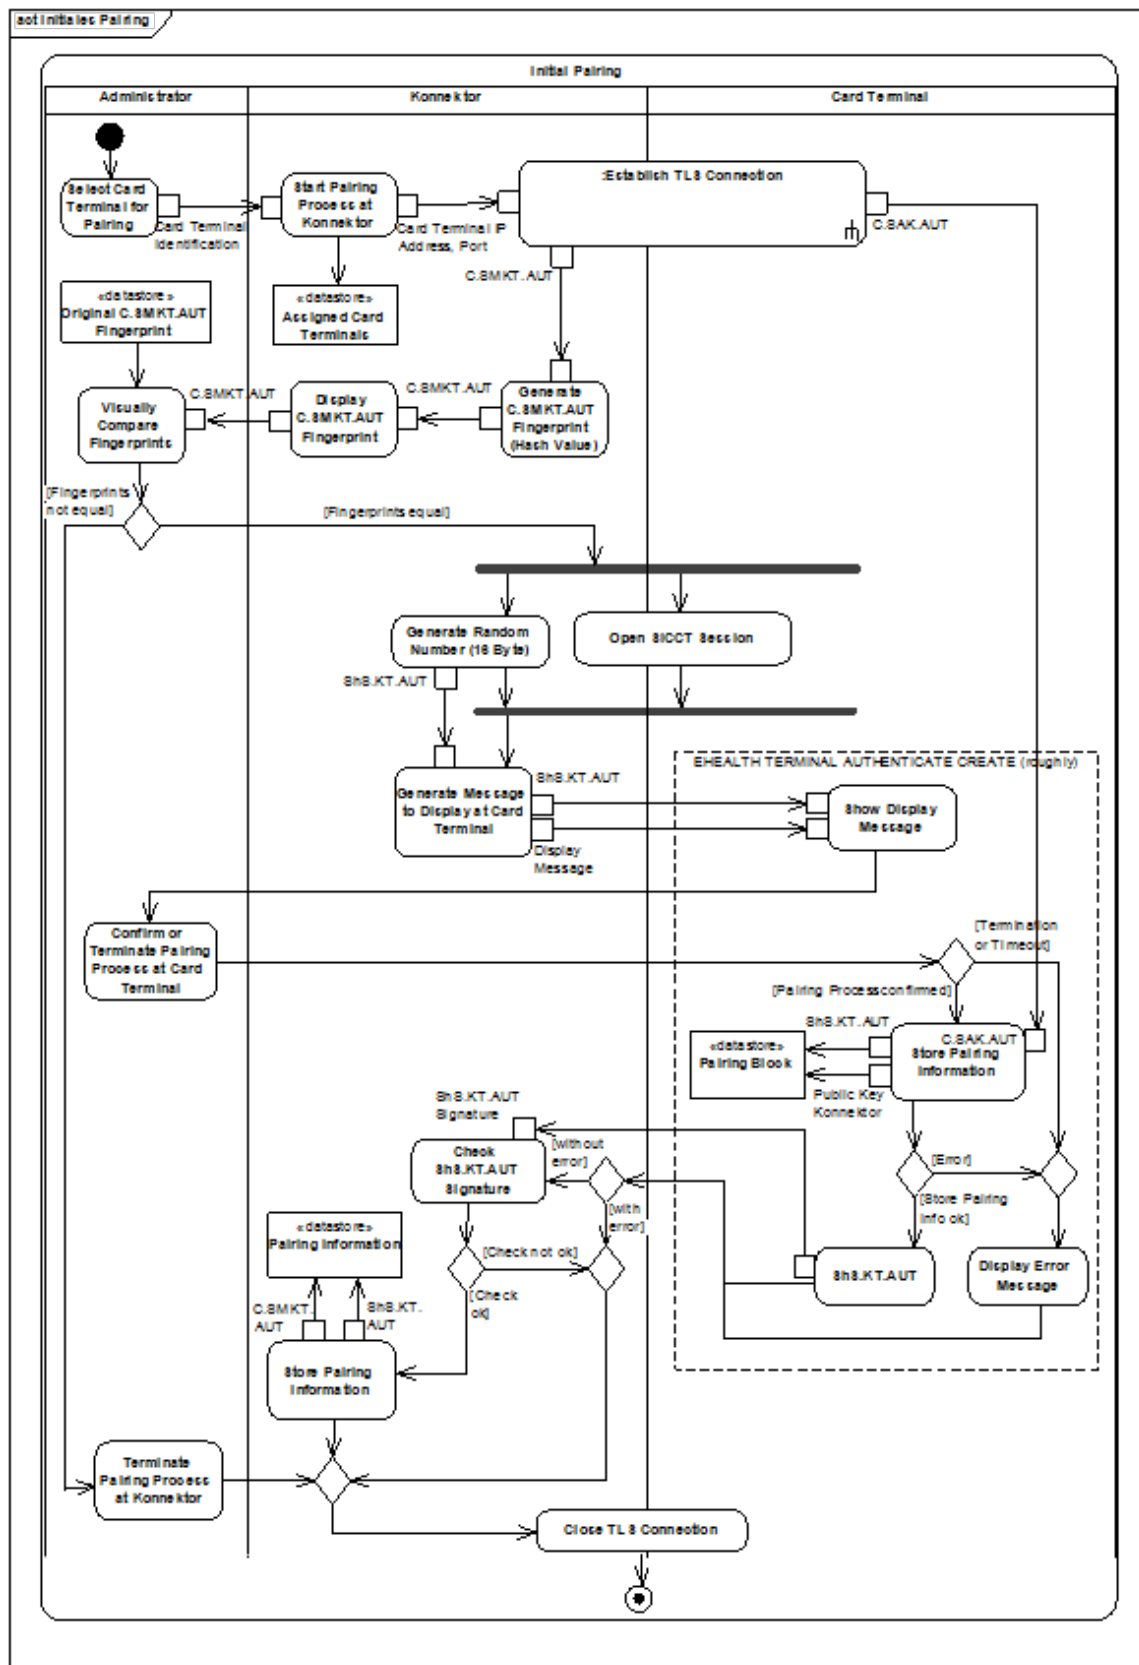 act Initiales Pairing
Initial Pairing
Administrator
Konnektor
Card Terminal
Select Card
Terminal for
Pairing
Card Terminal
Identification
Start Pairing
Process at
Konnektor
Card Terminal IP
Address, Port
:Establish TLS Connection
C.SAK.AUT
C.SMKT.AUT
«datastore»
Original C.SMKT.AUT
Fingerprint
«datastore»
Assigned Card
Terminals
Visually
Compare
Fingerprints
C.SMKT.AUT
Display
C.SMKT.AUT
Fingerprint
C.SMKT.AUT
Generate
C.SMKT.AUT
Fingerprint
(Hash Value)
[Fingerprints
not equal]
[Fingerprints equal]
Generate Random
Number (16 Byte)
Open SICCT Session
ShS.KT.AUT
EHEALTH TERMINAL AUTHENTICATE CREATE (roughly)
Generate Message
to Display at Card
Terminal
ShS.KT.AUT
Display
Message
Show Display
Message
Confirm or
Terminate Pairing
Process at Card
Terminal
[Termination
or Timeout]
[Pairing Process confirmed]
ShS.KT.AUT
C.SAK.AUT
Store Pairing
Information
«datastore»
Pairing Block
Public Key
Konnektor
ShS.KT.AUT
Signature
Check
ShS.KT.AUT
Signature
[without
error]
[with
error]
[Error]
[Store Pairing
Info ok]
«datastore»
Pairing Information
[Check not ok]
[Check
ok]
ShS.KT.AUT
Display Error
Message
C.SMKT.
AUT
ShS.KT.
AUT
Store Pairing
Information
Terminate
Pairing Process
at Konnektor
Close TLS Connection